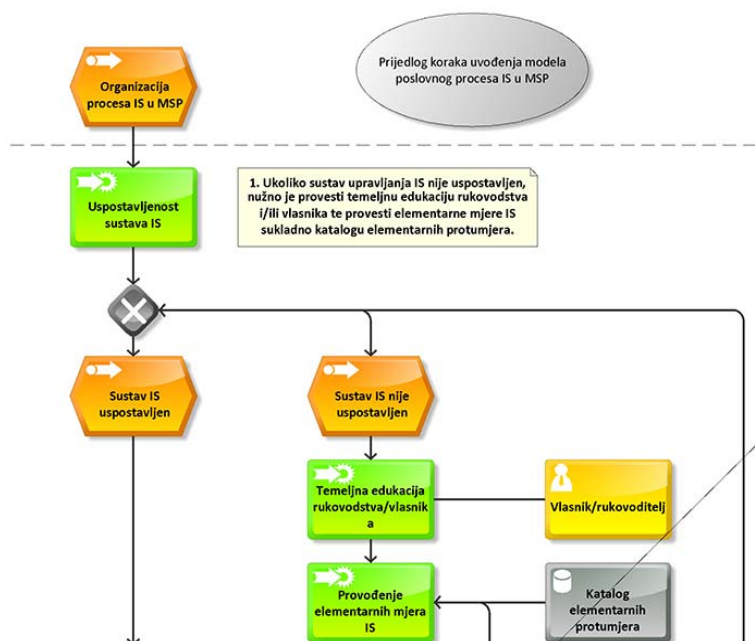 Organizacija
procesa IS u MSP
Prijedlog koraka uvođenja modela
poslovnog procesa IS u MSP
Uspostavljenost
sustava IS
1. Ukoliko sustav upravljanja IS nije uspostavljen,
nužno je provesti temeljnu edukaciju rukovodstva
i/ili vlasnika te provesti elementarne mjere IS
sukladno katalogu elementarnih protumjera.
Sustav IS
uspostavljen
Sustav IS nije
uspostavljen
Temeljna edukacija
rukovodstva/vlasnik
a
Vlasnik/rukovoditelj
Provođenje
elementarnih mjera
IS
Katalog
elementarnih
protumjera